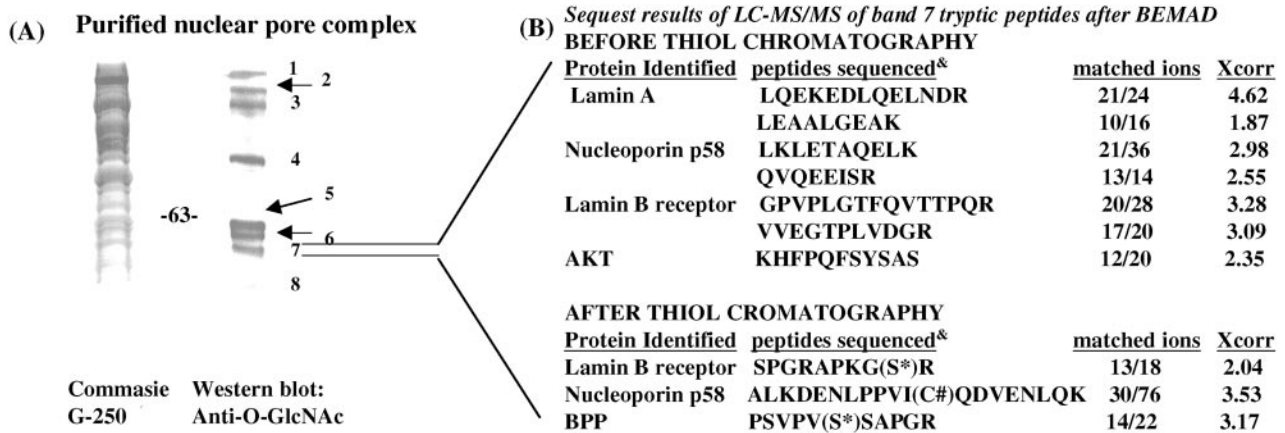 (A) Purified nuclear pore complex
1
2
3
4
5
-63-
6
7
8
Commasie Western blot:
G-250 Anti-O-GlcNAc
(B) Sequest results of LC-MS/MS of band 7 tryptic peptides after BEMAD
BEFORE THIOL CHROMATOGRAPHY
Protein Identified peptides sequenced& matched ions Xcorr
Lamin A LQEKEDLQELNDR 21/24 4.62
LEAALGEAK 10/16 1.87
Nucleoporin p58 LKLETAQELK 21/36 2.98
QVQEEISR 13/14 2.55
Lamin B receptor GPVPLGTFQVTTPQR 20/28 3.28
VVEGTPLVDGR 17/20 3.09
AKT KHFPQFSYSAS 12/20 2.35
AFTER THIOL CROMATOGRAPHY
Protein Identified peptides sequenced& matched ions Xcorr
Lamin B receptor SPGRAPKG(S*)R 13/18 2.04
Nucleoporin p58 ALKDENLPPVI(C#)QDVENLQK 30/76 3.53
BPP PSVPV(S*)SAPGR 14/22 3.17